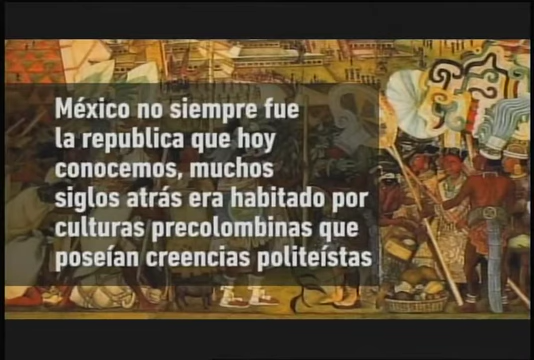 México no siempre fue
la republica que hoy
conocemos, muchos
siglos atrás era habitado por
culturas precolombinas que
poseían creencias politeístas